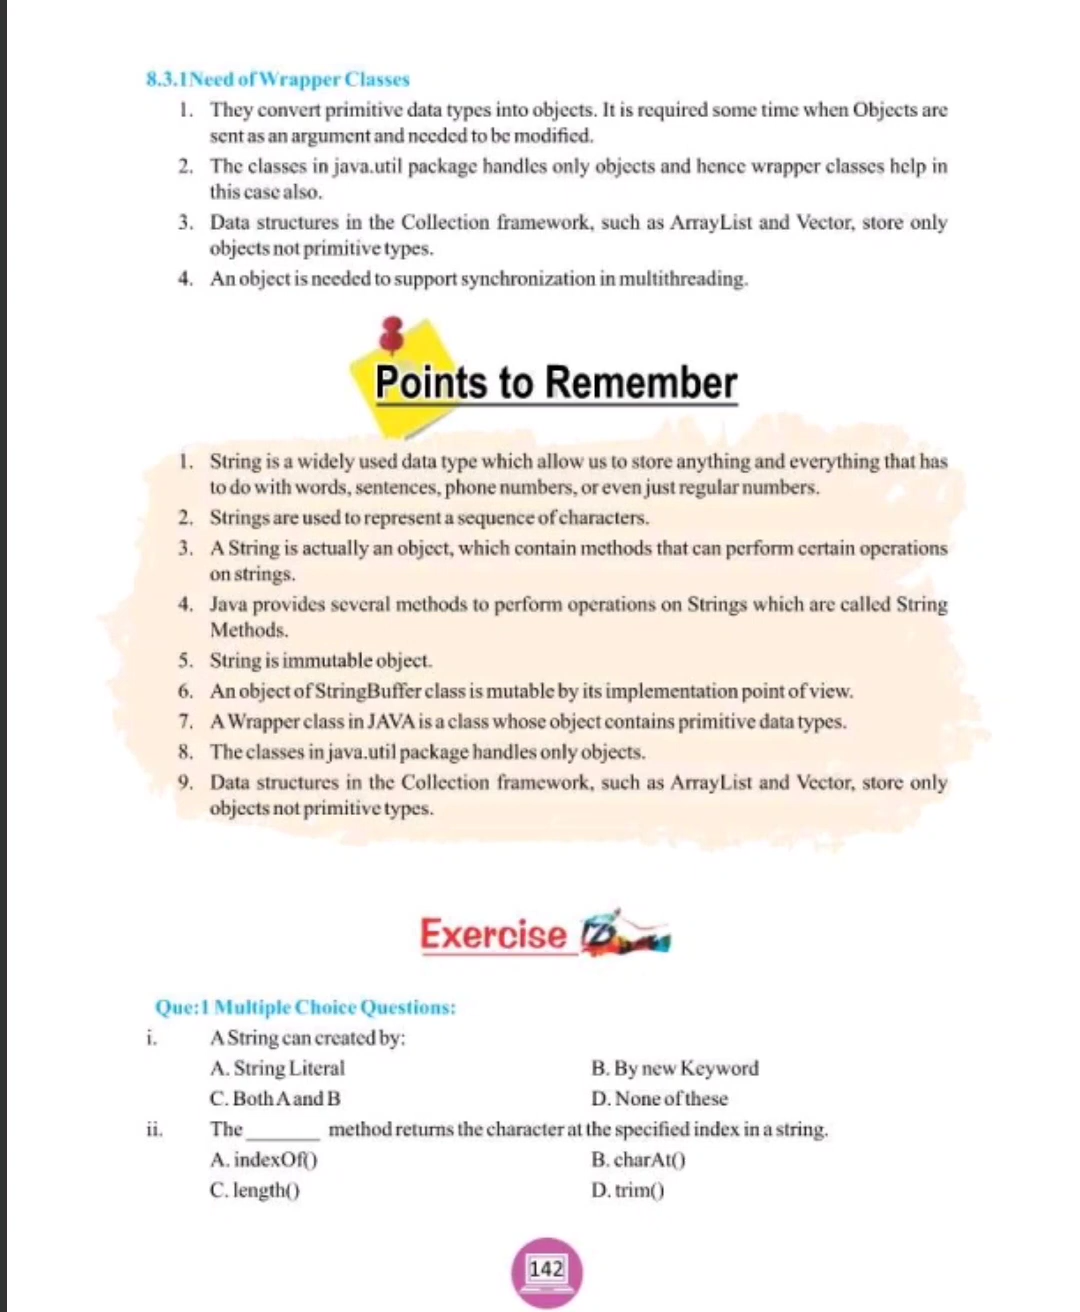 8.3.1 Need of Wrapper Classes
1. They convert primitive data types into objects. It is required some time when Objects are
sent as an argument and needed to be modified.
2. The classes in java.util package handles only objects and hence wrapper classes help in
this case also.
3. Data structures in the Collection framework, such as ArrayList and Vector, store only
objects not primitive types.
4. An object is needed to support synchronization in multithreading.
Points to Remember
1. String is a widely used data type which allow us to store anything and everything that has
to do with words, sentences, phone numbers, or even just regular numbers.
2. Strings are used to represent a sequence of characters.
3. A String is actually an object, which contain methods that can perform certain operations
on strings.
4. Java provides several methods to perform operations on Strings which are called String
Methods.
5. String is immutable object.
6. An object of StringBuffer class is mutable by its implementation point of view.
7. A Wrapper class in JAVA is a class whose object contains primitive data types.
8. The classes in java.util package handles only objects.
9. Data structures in the Collection framework, such as ArrayList and Vector, store only
objects not primitive types.
Exercise
Que:1 Multiple Choice Questions:
i. A String can created by:
A. String Literal B. By new Keyword
C. Both A and B D. None of these
ii. The _______ method returns the character at the specified index in a string.
A. indexOf() B. charAt()
C. length() D. trim()
142